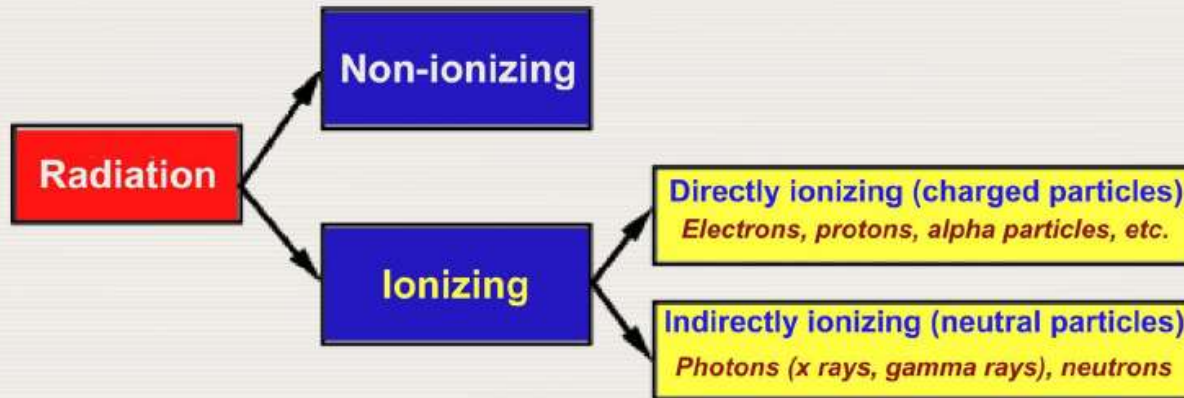 Non-ionizing
Radiation
Directly ionizing (charged particles)
Electrons, protons, alpha particles, etc.
Ionizing
Indirectly ionizing (neutral particles)
Photons (x rays, gamma rays), neutrons